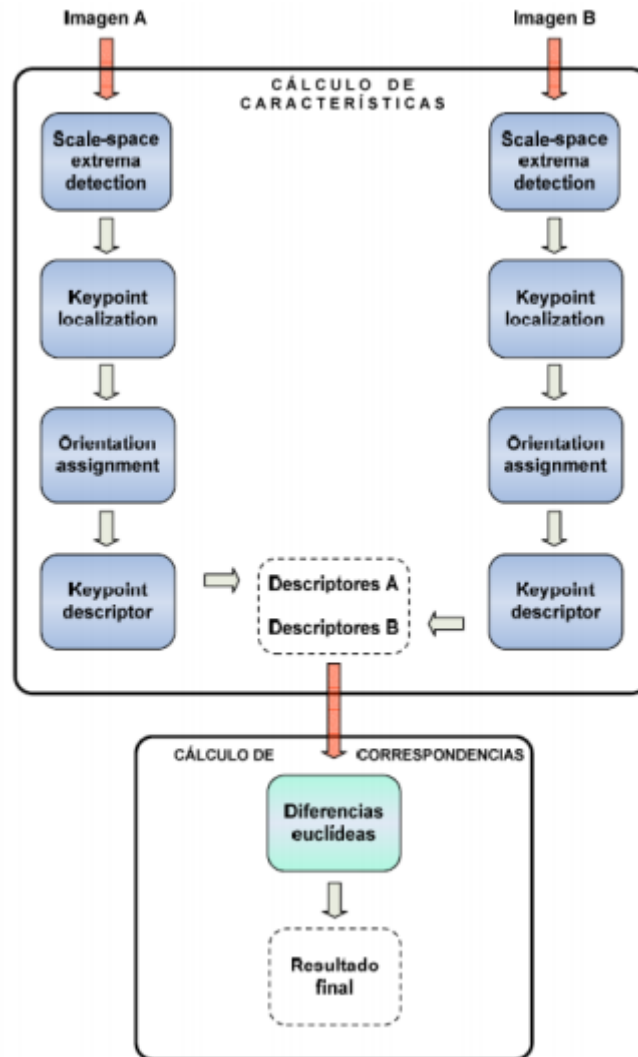 Imagen A
Imagen B
CÁLCULO DE
CARACTERÍSTICAS
Scale-space
extrema
detection
Scale-space
extrema
detection
Keypoint
localization
Keypoint
localization
Orientation
assignment
Orientation
assignment
Keypoint
descriptor
Descriptores A
Descriptores B
Keypoint
descriptor
CÁLCULO DE CORRESPONDENCIAS
Diferencias
euclídeas
Resultado
final